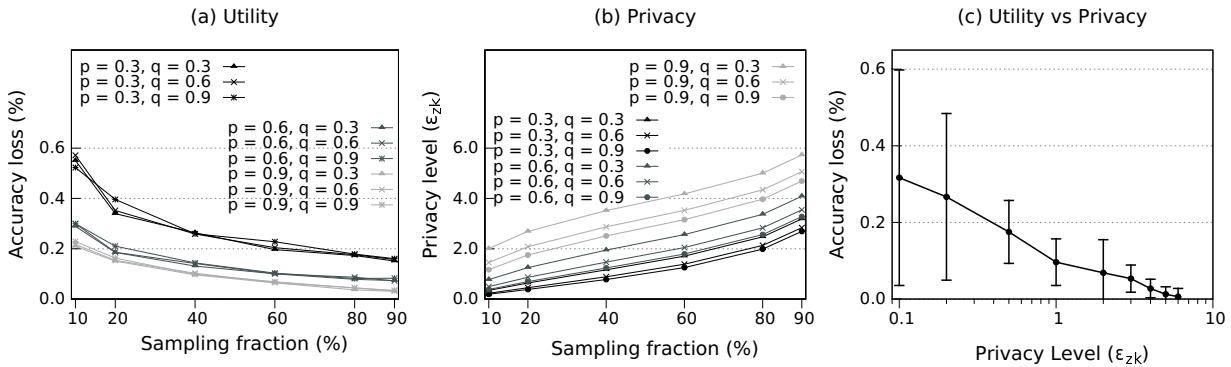 (a) Utility
Accuracy loss (%)
0.6
0.4
0.2
0.0
p = 0.3, q = 0.3
p = 0.3, q = 0.6
p = 0.3, q = 0.9
p = 0.6, q = 0.3
p = 0.6, q = 0.6
p = 0.6, q = 0.9
p = 0.9, q = 0.3
p = 0.9, q = 0.6
p = 0.9, q = 0.9
10 20 40 60 80 90
Sampling fraction (%)
(b) Privacy
Privacy level (εzk)
6.0
4.0
2.0
0.0
p = 0.9, q = 0.3
p = 0.9, q = 0.6
p = 0.9, q = 0.9
p = 0.3, q = 0.3
p = 0.3, q = 0.6
p = 0.3, q = 0.9
p = 0.6, q = 0.3
p = 0.6, q = 0.6
p = 0.6, q = 0.9
10 20 40 60 80 90
Sampling fraction (%)
(c) Utility vs Privacy
Accuracy loss (%)
0.6
0.4
0.2
0.0
0.1 1 10
Privacy Level (εzk)